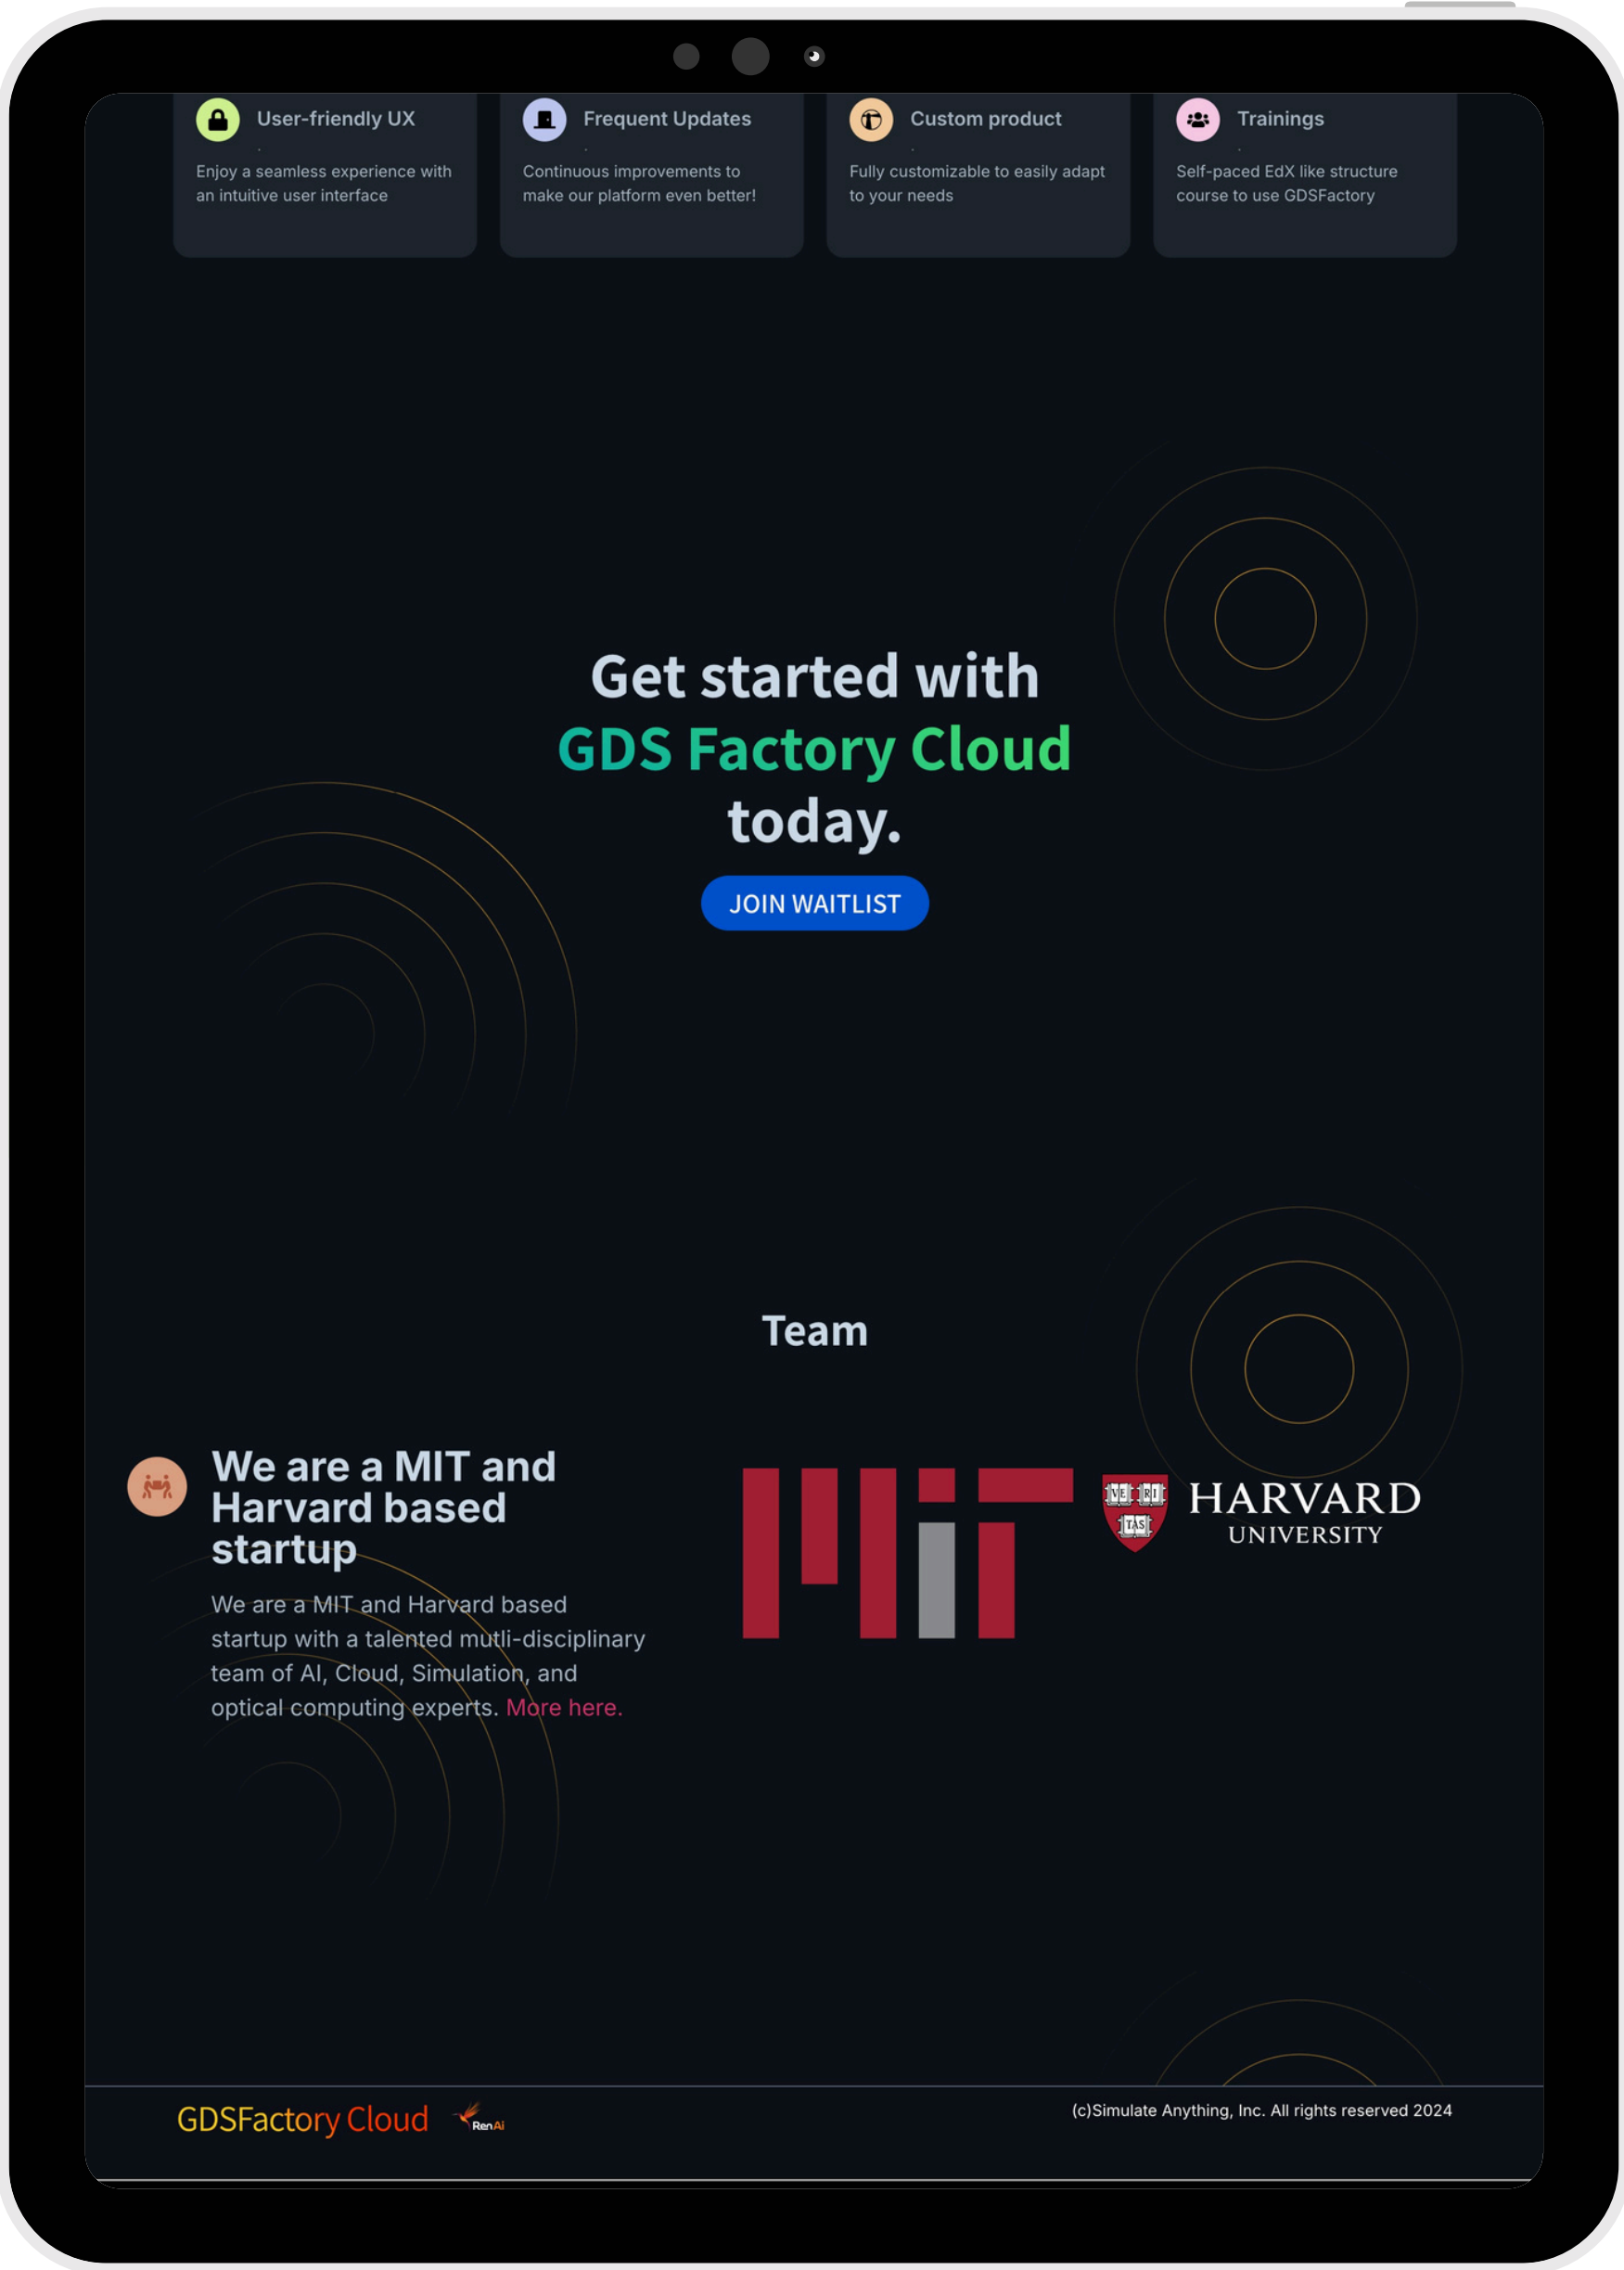 User-friendly UX
Enjoy a seamless experience with
an intuitive user interface
Frequent Updates
Continuous improvements to
make our platform even better!
Custom product
Fully customizable to easily adapt
to your needs
Trainings
Self-paced EdX like structure
course to use GDSFactory
Get started with
GDS Factory Cloud
today.
JOIN WAITLIST
Team
We are a MIT and
Harvard based
startup
We are a MIT and Harvard based
startup with a talented mutli-disciplinary
team of AI, Cloud, Simulation, and
optical computing experts. More here.
MIT
VE RI
TAS
HARVARD
UNIVERSITY
GDSFactory Cloud
RenAi
(c)Simulate Anything, Inc. All rights reserved 2024